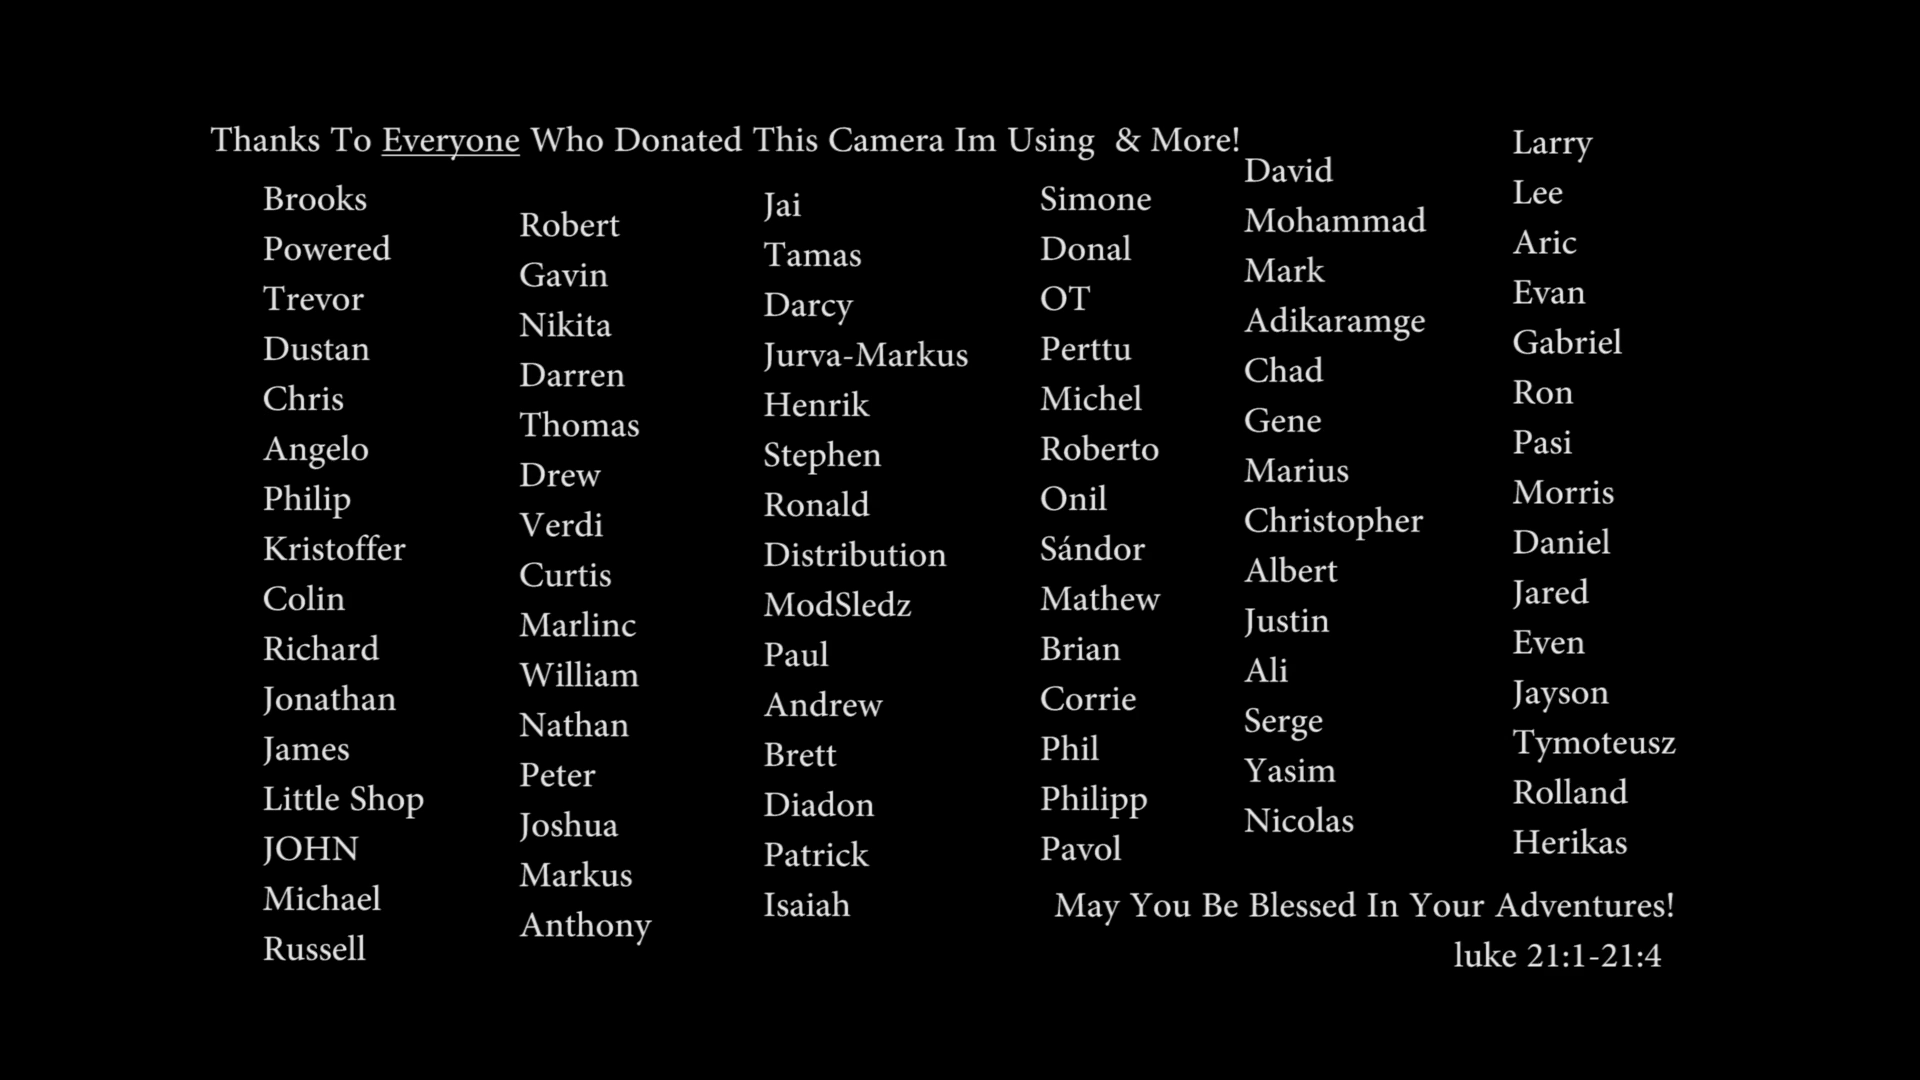 Thanks To Everyone Who Donated This Camera Im Using  & More!
Brooks
Powered
Trevor
Dustan
Chris
Angelo
Philip
Kristoffer
Colin
Richard
Jonathan
James
Little Shop
JOHN
Michael
Russell
Robert
Gavin
Nikita
Darren
Thomas
Drew
Verdi
Curtis
Marlinc
William
Nathan
Peter
Joshua
Markus
Anthony
Jai
Tamas
Darcy
Jurva-Markus
Henrik
Stephen
Ronald
Distribution
ModSledz
Paul
Andrew
Brett
Diadon
Patrick
Isaiah
Simone
Donal
OT
Perttu
Michel
Roberto
Onil
Sándor
Mathew
Brian
Corrie
Phil
Philipp
Pavol
David
Mohammad
Mark
Adikaramge
Chad
Gene
Marius
Christopher
Albert
Justin
Ali
Serge
Yasim
Nicolas
Larry
Lee
Aric
Evan
Gabriel
Ron
Pasi
Morris
Daniel
Jared
Even
Jayson
Tymoteusz
Rolland
Herikas
May You Be Blessed In Your Adventures!
luke 21:1-21:4